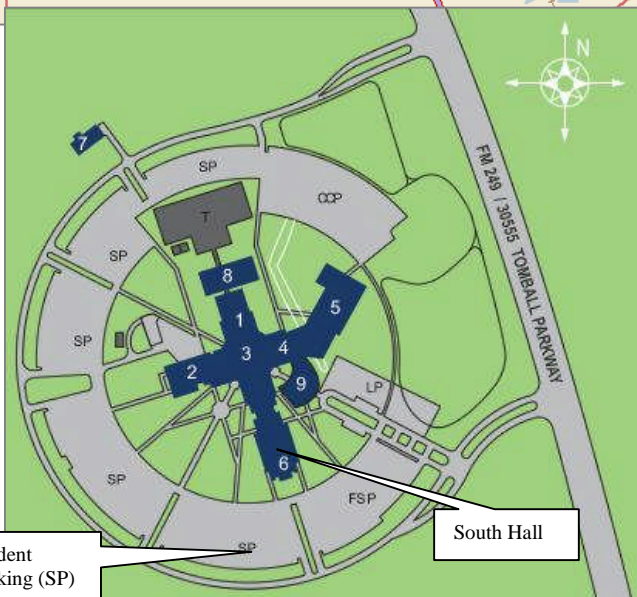 N
FM 249 / 30555 TOMBALL PARKWAY
7
SP
CCP
T
SP
8
5
1
SP
3
4
2
9
LP
6
SP
FSP
SP
South Hall
dent
king (SP)